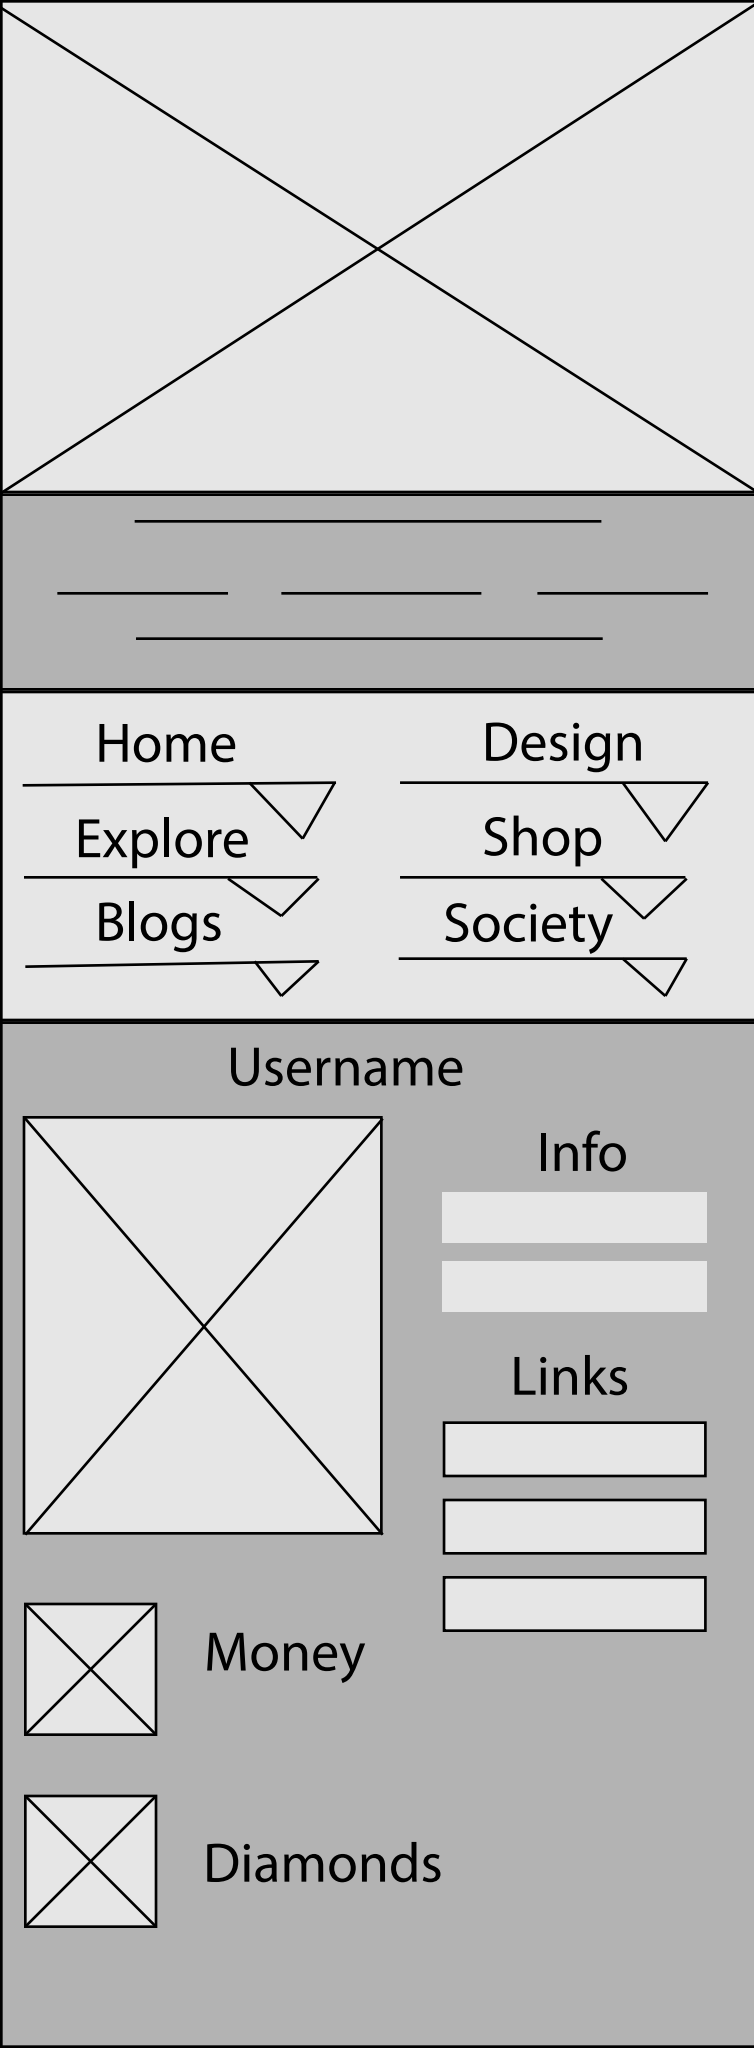 Home
Design
Explore
Shop
Blogs
Society
Username
Info
Links
Money
Diamonds